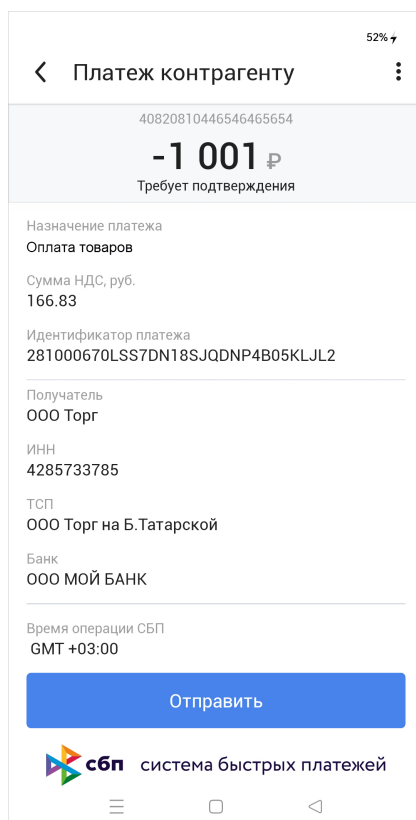 52%
Платеж контрагенту
40820810446546465654
-1 001 ₽
Требует подтверждения
Назначение платежа
Оплата товаров
Сумма НДС, руб.
166.83
Идентификатор платежа
281000670LSS7DN18SJQDNP4B05KLJL2
Получатель
ООО Торг
ИНН
4285733785
ТСП
ООО Торг на Б.Татарской
Банк
ООО МОЙ БАНК
Время операции СБП
GMT +03:00
Отправить
сбп система быстрых платежей